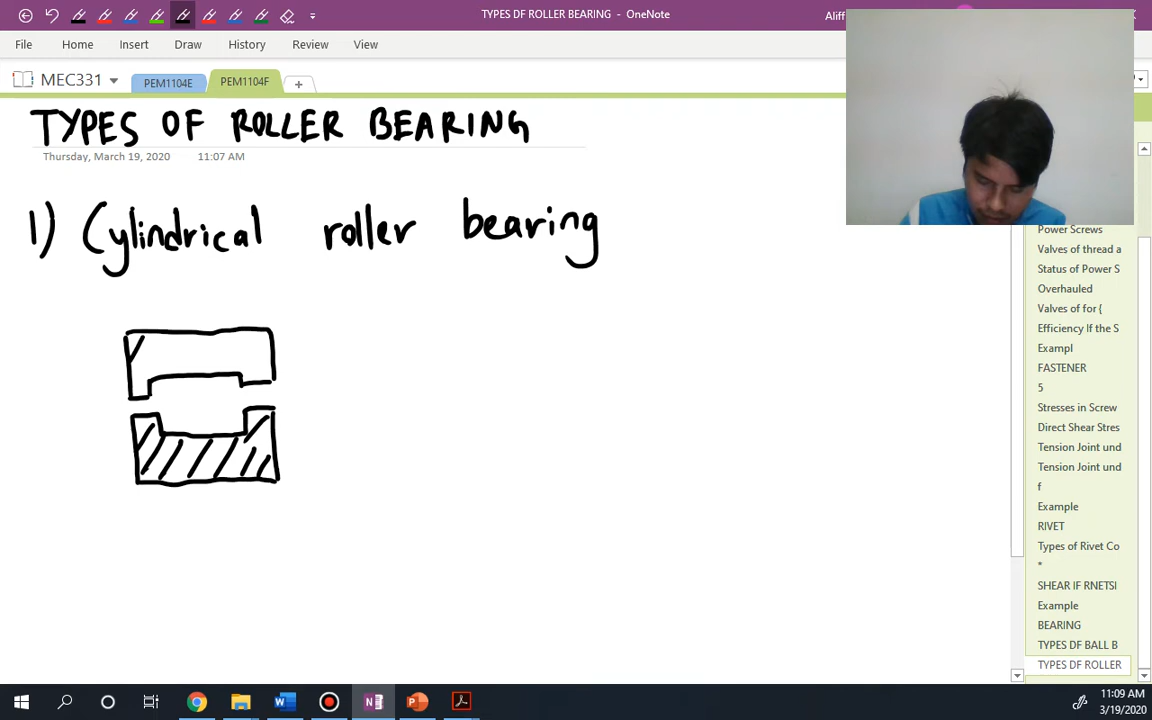 TYPES DF ROLLER BEARING - OneNote
Aliff
File Home Insert Draw History Review View
MEC331
PEM1104E
PEM1104F
TYPES OF ROLLER BEARING
Thursday, March 19, 2020 11:07 AM
1) Cylindrical roller bearing
Power Screws
Valves of thread a
Status of Power S
Overhauled
Valves of for {
Efficiency If the S
Exampl
FASTENER
5
Stresses in Screw
Direct Shear Stres
Tension Joint und
Tension Joint und
f
Example
RIVET
Types of Rivet Co
*
SHEAR IF RNETSI
Example
BEARING
TYPES DF BALL B
TYPES DF ROLLER
11:09 AM
3/19/2020